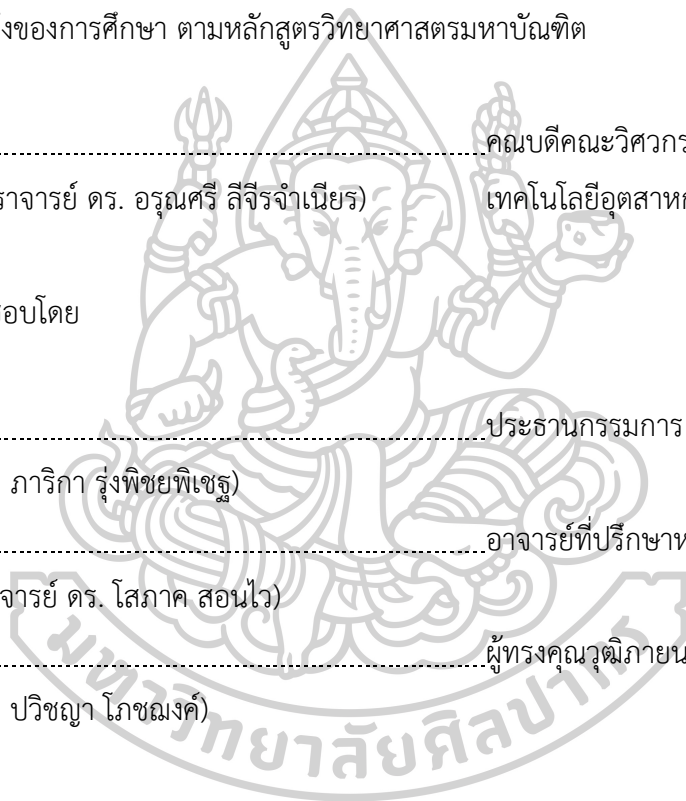 งของการศึกษา ตามหลักสูตรวิทยาศาสตรมหาบัณฑิต
คณบดีคณะวิศวกร
ราจารย์ ดร. อรุณศรี ลีจีรจำเนียร) เทคโนโลยีอุตสาหก
สอบโดย
ประธานกรรมการ
ภาริกา รุ่งพิชยพิเชฐ)
อาจารย์ที่ปรึกษาห
จารย์ ดร. โสภาค สอนไว)
ผู้ทรงคุณวุฒิภายน
ปวิชญา โภชฌงค์)
มหาวิทยาลัยศิลปากร